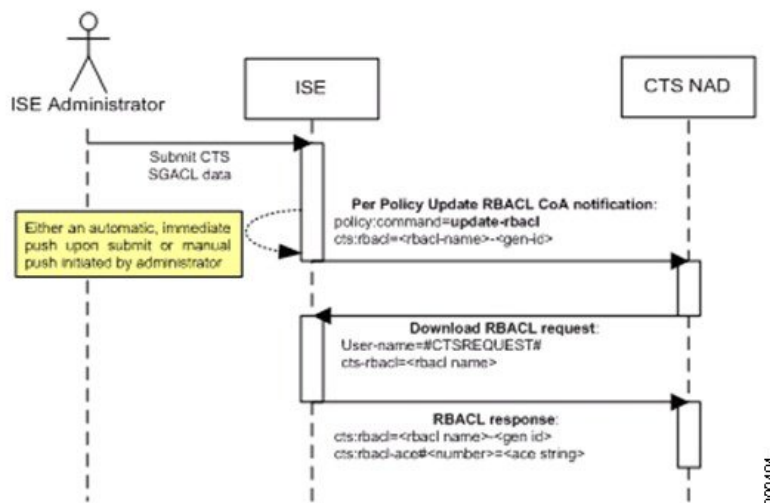 ISE Administrator
ISE
CTS NAD
Submit CTS
SGACL data
Either an automatic, immediate
push upon submit or manual
push initiated by administrator
Per Policy Update RBACL CoA notification:
policy:command=update-rbacl
cts:rbacl=<rbacl-name>-<gen-id>
Download RBACL request:
User-name=#CTSREQUEST#
cts-rbacl=<rbacl name>
RBACL response:
cts:rbacl=<rbacl name>-<gen id>
cts:rbacl-ace#<number>=<ace string>